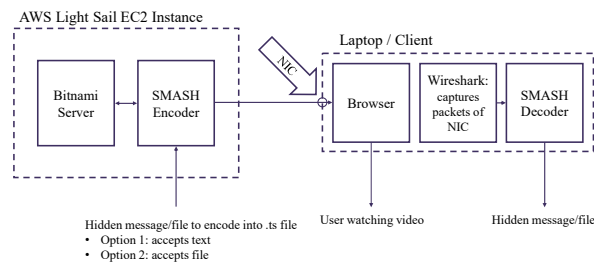 AWS Light Sail EC2 Instance
Laptop / Client
NIC
Bitnami
Server
SMASH
Encoder
Browser
Wireshark:
captures
packets of
NIC
SMASH
Decoder
Hidden message/file to encode into .ts file
• Option 1: accepts text
• Option 2: accepts file
User watching video
Hidden message/file